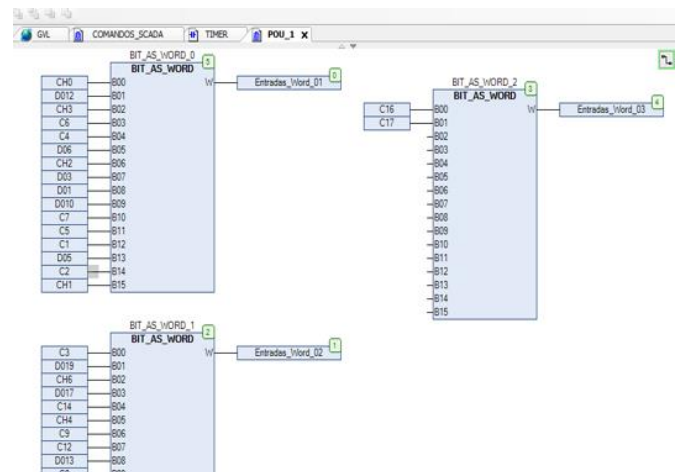 GVL COMANDOS_SCADA TIMER POU_1 X
BIT_AS_WORD_0
5
BIT_AS_WORD
CH0 B00 W Entradas_Word_01 0
D012 B01
CH3 B02
C6 B03
C4 B04
D06 B05
CH2 B06
D03 B07
D01 B08
D010 B09
C7 B10
C5 B11
C1 B12
D05 B13
C2 B14
CH1 B15
BIT_AS_WORD_2
3
BIT_AS_WORD
C16 B00 W Entradas_Word_03 4
C17 B01
B02
B03
B04
B05
B06
B07
B08
B09
B10
B11
B12
B13
B14
B15
BIT_AS_WORD_1
2
BIT_AS_WORD
C3 B00 W Entradas_Word_02 1
D019 B01
CH6 B02
D017 B03
C14 B04
CH4 B05
C9 B06
C12 B07
D013 B08